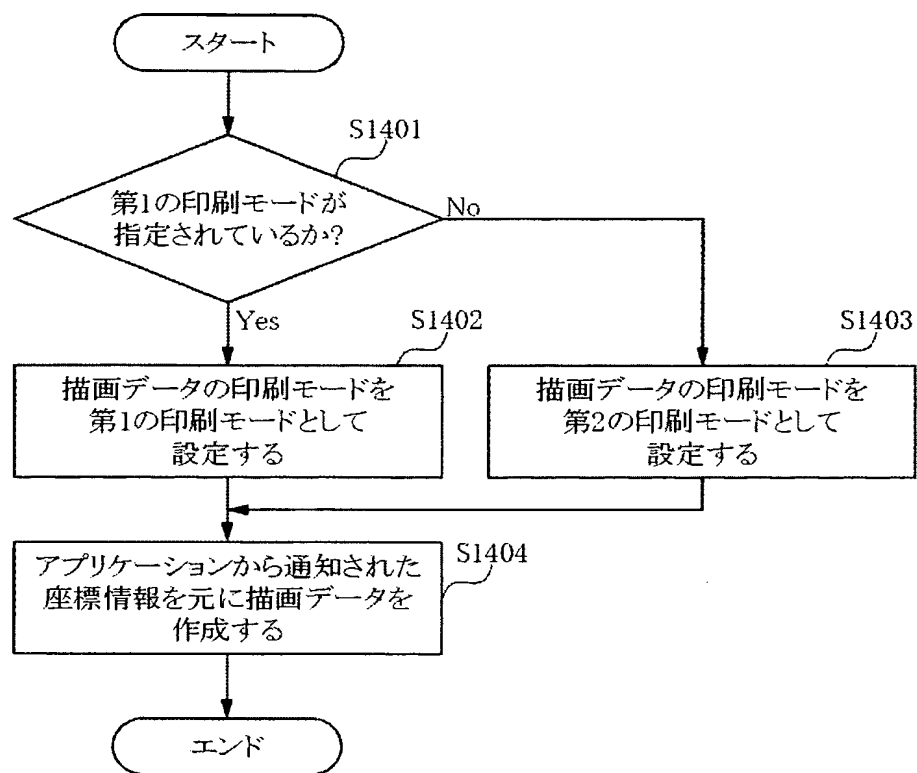 スタート
S1401
第1の印刷モードが
指定されているか?
No
Yes
S1402
描画データの印刷モードを
第1の印刷モードとして
設定する
S1403
描画データの印刷モードを
第2の印刷モードとして
設定する
S1404
アプリケーションから通知された
座標情報を元に描画データを
作成する
エンド